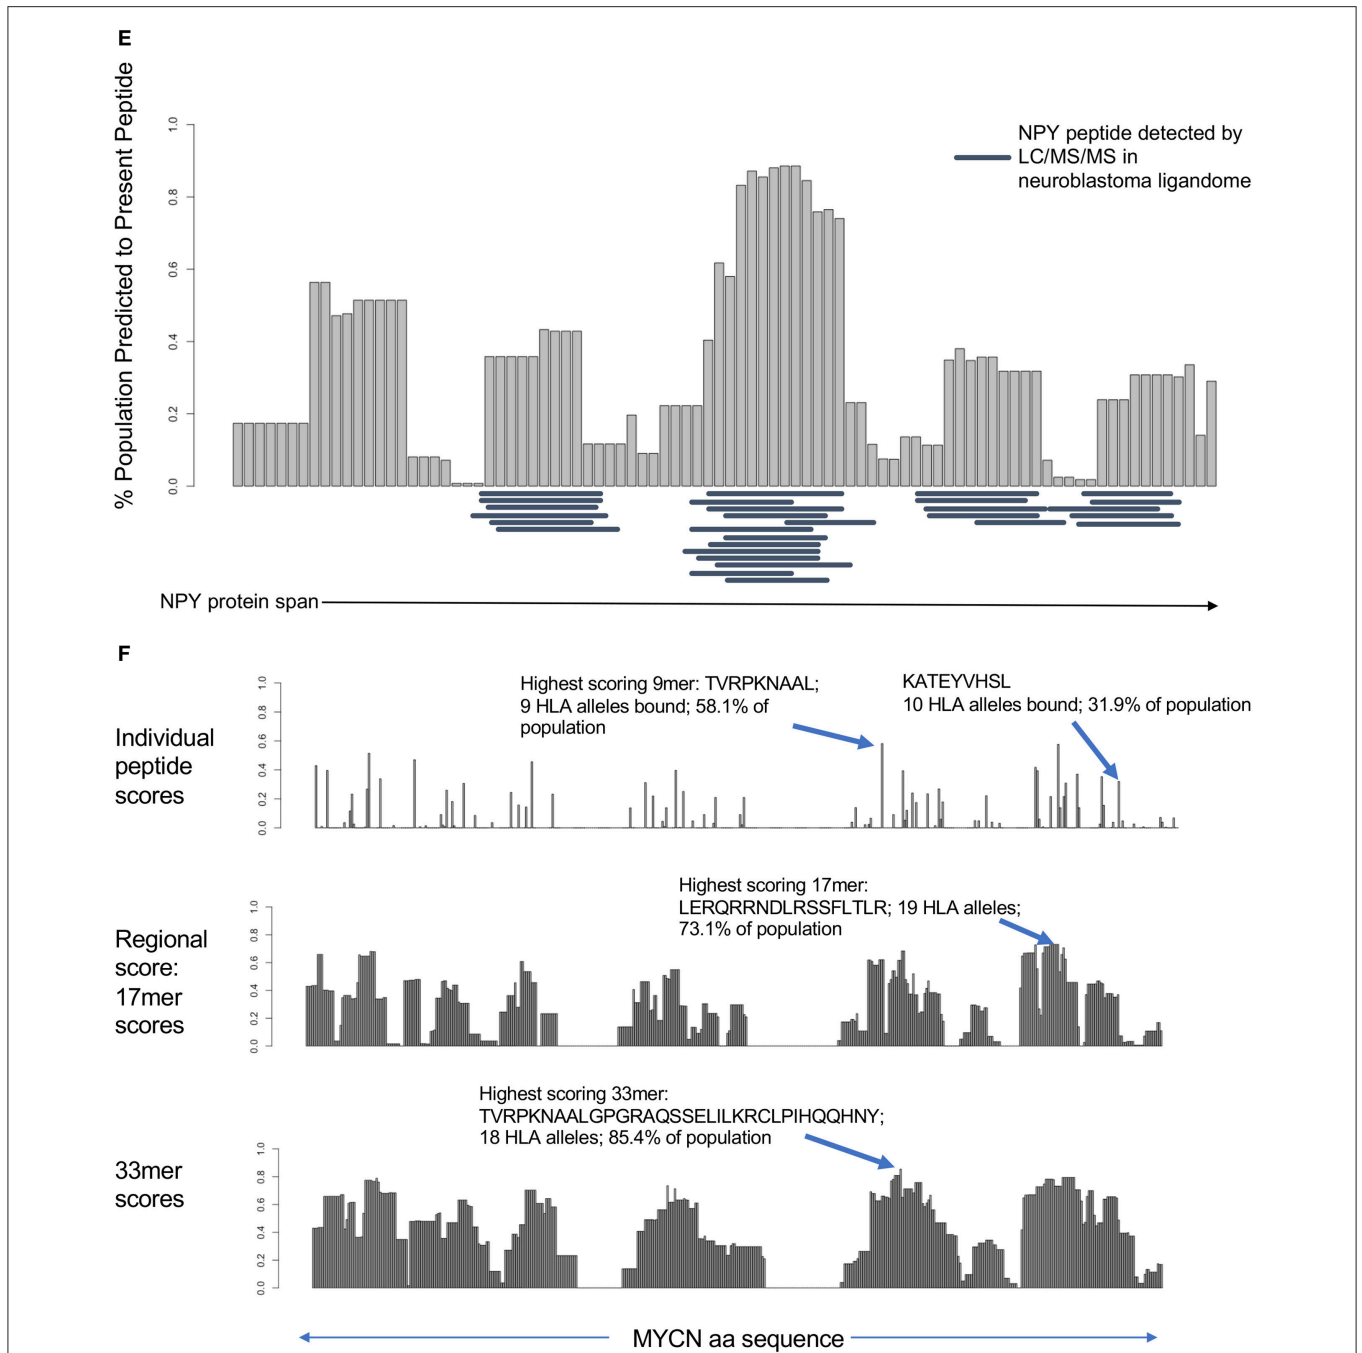 E
% Population Predicted to Present Peptide
1.0
0.8
0.6
0.4
0.2
0.0
NPY peptide detected by
LC/MS/MS in
neuroblastoma ligandome
NPY protein span
F
Individual
peptide
scores
1.0
0.8
0.6
0.4
0.2
0.0
Highest scoring 9mer: TVRPKNAAL;
9 HLA alleles bound; 58.1% of
population
KATEYVHSL
10 HLA alleles bound; 31.9% of population
Regional
score:
17mer
scores
1.0
0.8
0.6
0.4
0.2
0.0
Highest scoring 17mer:
LERQRRNDLRSSFLTLR; 19 HLA alleles;
73.1% of population
33mer
scores
1.0
0.8
0.6
0.4
0.2
0.0
Highest scoring 33mer:
TVRPKNAALGPGRAQSSELILKRCLPIHQQHNY;
18 HLA alleles; 85.4% of population
MYCN aa sequence